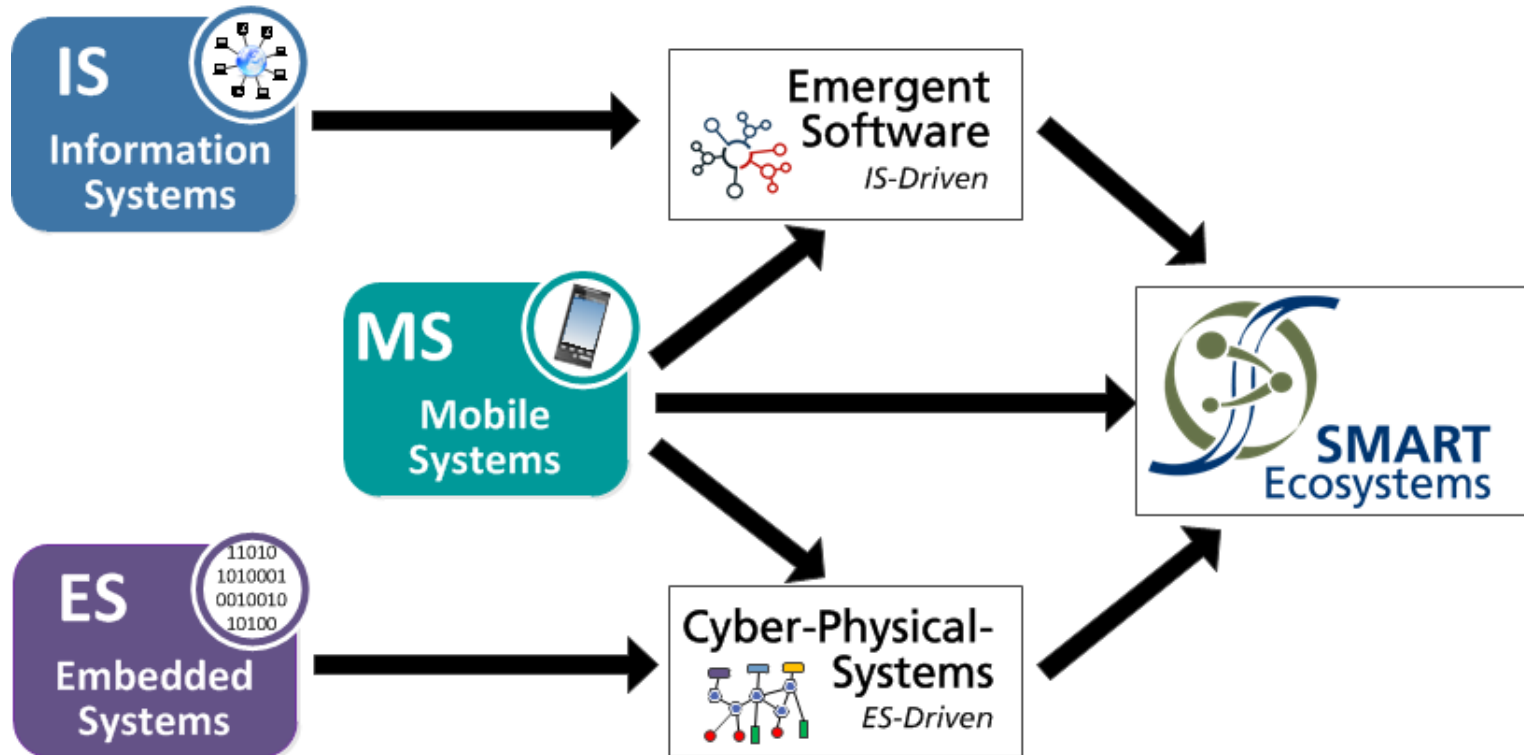 IS
Information
Systems
Emergent
Software
IS-Driven
MS
Mobile
Systems
SMART
Ecosystems
ES
11010
1010001
0010010
10100
Embedded
Systems
Cyber-Physical-
Systems
ES-Driven